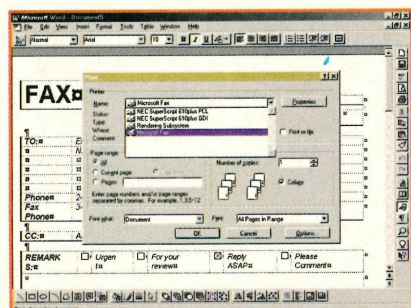 Microsoft Word - Document5
File Edit View Insert Format Tools Table Window Help
Normal Arial 10 B I U
Print ? X
FAX¤
Printer
Name: Microsoft Fax Properties
NEC SuperScript 610plus PCL
NEC SuperScript 610plus GDI
Rendering Subsystem
Microsoft Fax
Status:
Type:
Where:
Comment:
Print to file
Page range
All
Current page
Pages:
Enter page numbers and/or page ranges
separated by commas. For example, 1,3,5-12
Number of copies: 1
Collate
Print what: Document Print: All Pages in Range
OK Cancel Options...
¶
TO:¤
Phone¤
Fax
Phone¤
¶
CC:¤
REMARK
S:¤
Urgen
t¤
For your
review¤
Reply
ASAP¤
Please
Comment¤